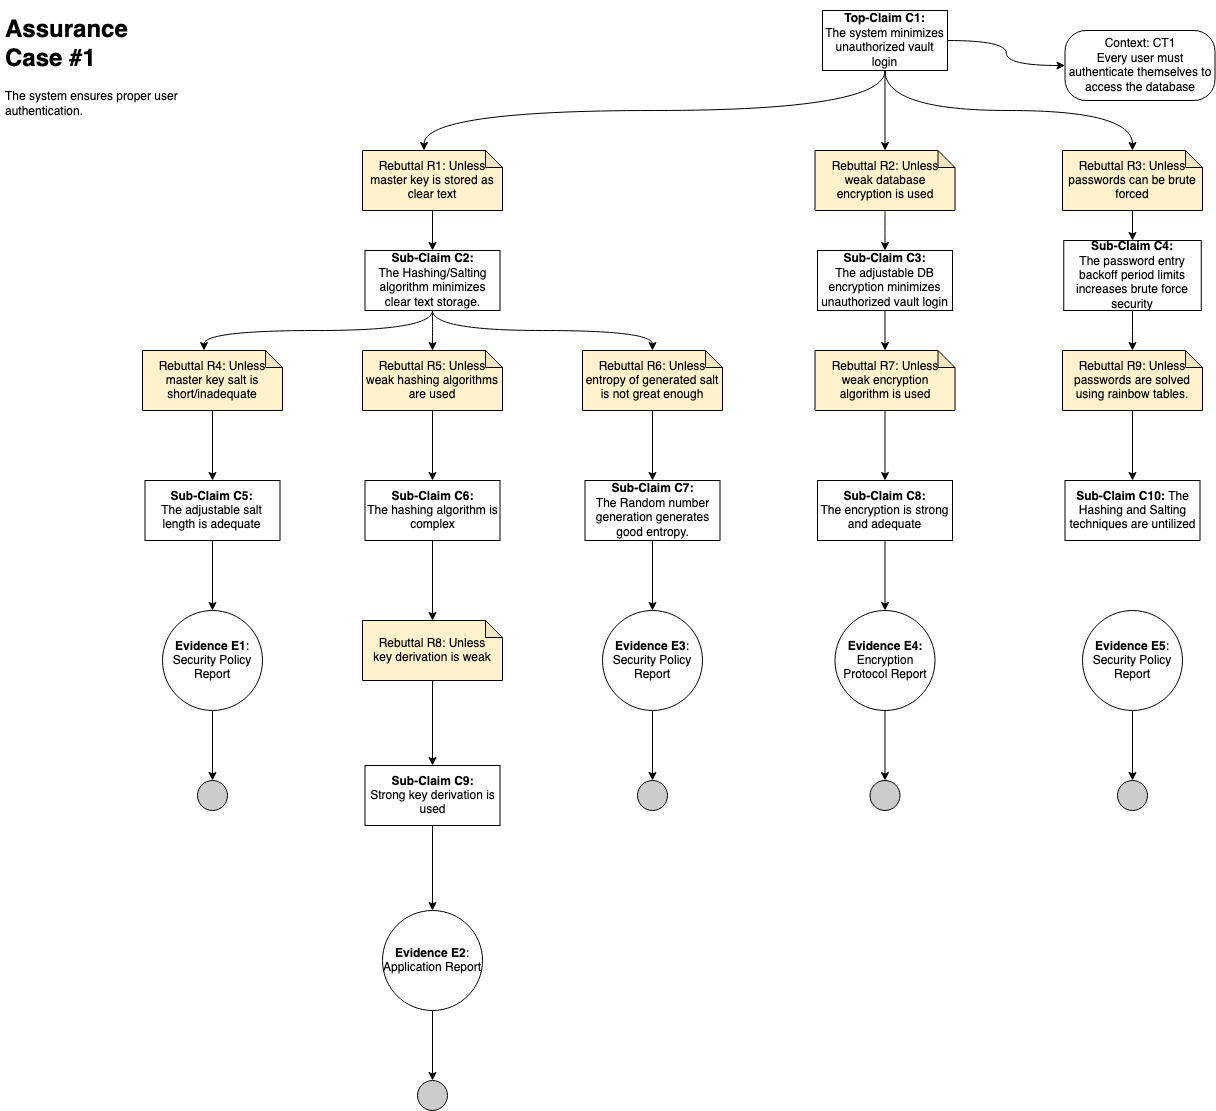 Assurance
Case #1
The system ensures proper user
authentication.
Top-Claim C1:
The system minimizes
unauthorized vault
login
Context: CT1
Every user must
authenticate themselves to
access the database
Rebuttal R1: Unless
master key is stored as
clear text
Rebuttal R2: Unless
weak database
encryption is used
Rebuttal R3: Unless
passwords can be brute
forced
Sub-Claim C2:
The Hashing/Salting
algorithm minimizes
clear text storage.
Sub-Claim C3:
The adjustable DB
encryption minimizes
unauthorized vault login
Sub-Claim C4:
The password entry
backoff period limits
increases brute force
security
Rebuttal R4: Unless
master key salt is
short/inadequate
Rebuttal R5: Unless
weak hashing algorithms
are used
Rebuttal R6: Unless
entropy of generated salt
is not great enough
Rebuttal R7: Unless
weak encryption
algorithm is used
Rebuttal R9: Unless
passwords are solved
using rainbow tables.
Sub-Claim C5:
The adjustable salt
length is adequate
Sub-Claim C6:
The hashing algorithm is
complex
Sub-Claim C7:
The Random number
generation generates
good entropy.
Sub-Claim C8:
The encryption is strong
and adequate
Sub-Claim C10: The
Hashing and Salting
techniques are untilized
Evidence E1:
Security Policy
Report
Rebuttal R8: Unless
key derivation is weak
Evidence E3:
Security Policy
Report
Evidence E4:
Encryption
Protocol Report
Evidence E5:
Security Policy
Report
Sub-Claim C9:
Strong key derivation is
used
Evidence E2:
Application Report